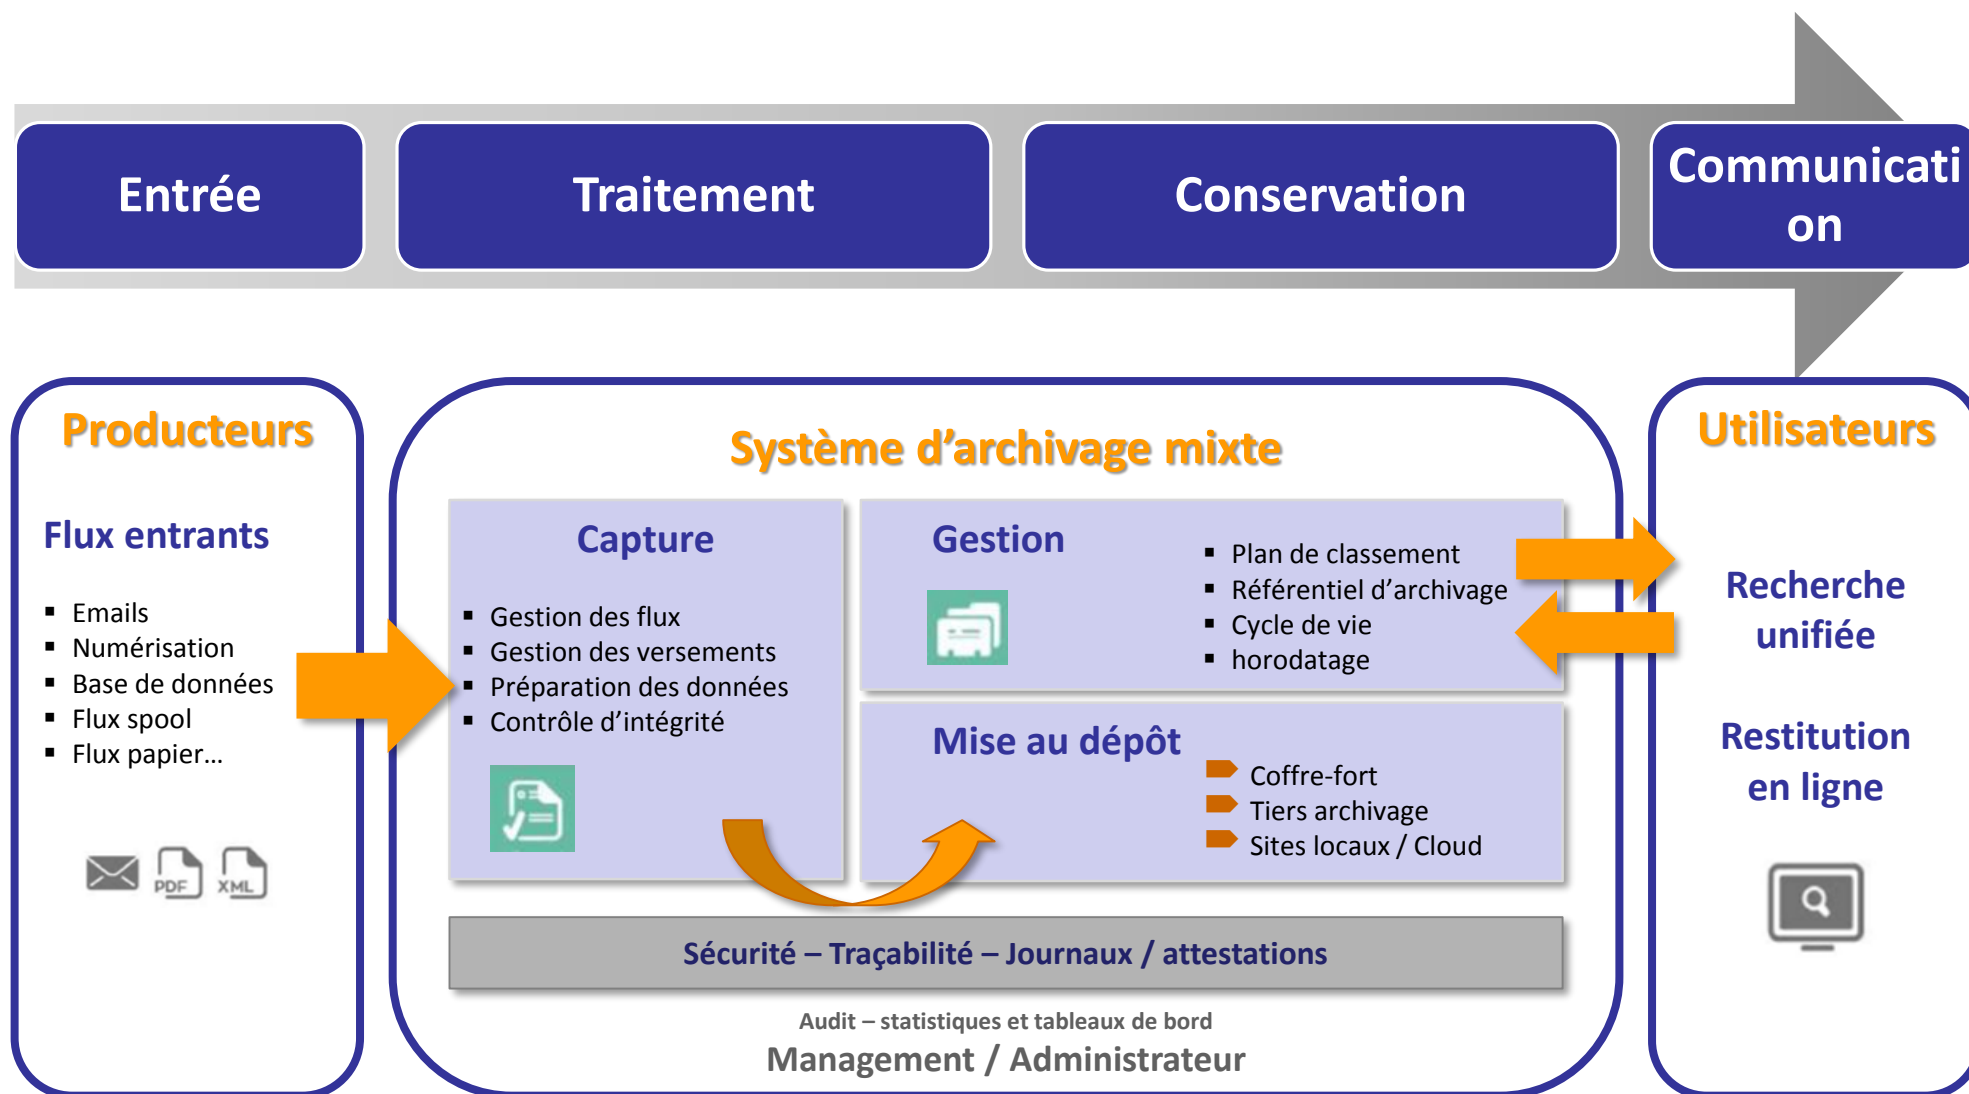 Entrée
Traitement
Conservation
Communicati
on
Producteurs
Flux entrants
Emails
Numérisation
Base de données
Flux spool
Flux papier…
PDF
XML
Système d’archivage mixte
Capture
Gestion des flux
Gestion des versements
Préparation des données
Contrôle d’intégrité
Gestion
Plan de classement
Référentiel d’archivage
Cycle de vie
horodatage
Mise au dépôt
Coffre-fort
Tiers archivage
Sites locaux / Cloud
Sécurité – Traçabilité – Journaux / attestations
Audit – statistiques et tableaux de bord
Management / Administrateur
Utilisateurs
Recherche
unifiée
Restitution
en ligne